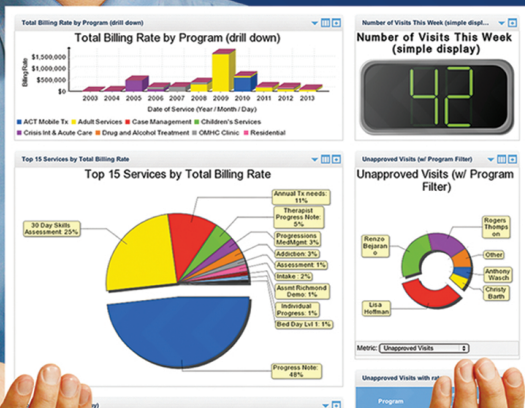 Total Billing Rate by Program (drill down)
Total Billing Rate by Program (drill down)
Billing Rate
$1,500,000
$1,000,000
$500,000
$0
2003 2004 2005 2006 2007 2008 2009 2010 2011 2012 2013
Date of Service (Year / Month / Day)
ACT Mobile Tx Adult Services Case Management Children's Services
Crisis Int & Acute Care Drug and Alcohol Treatment OMHC Clinic Residential
Number of Visits This Week (simple displ...
Number of Visits This Week
(simple display)
42
Top 15 Services by Total Billing Rate
Top 15 Services by Total Billing Rate
30 Day Skills
Assessment: 25%
Annual Tx needs:
11%
Therapist
Progress Note:
5%
Progressions
MedMgmt: 3%
Addiction: 3%
Assessment: 1%
Intake : 2%
Assmt Richmond
Demo: 1%
Individual
Progress: 1%
Bed Day Lvl 1: 1%
Progress Note:
48%
Unapproved Visits (w/ Program Filter)
Unapproved Visits (w/ Program
Filter)
Renzo
Bejaran
o
Rogers
Thomps
on
Other
Anthony
Wasch
Christy
Barth
Lisa
Hoffman
Metric: Unapproved Visits
Unapproved Visits with
Program